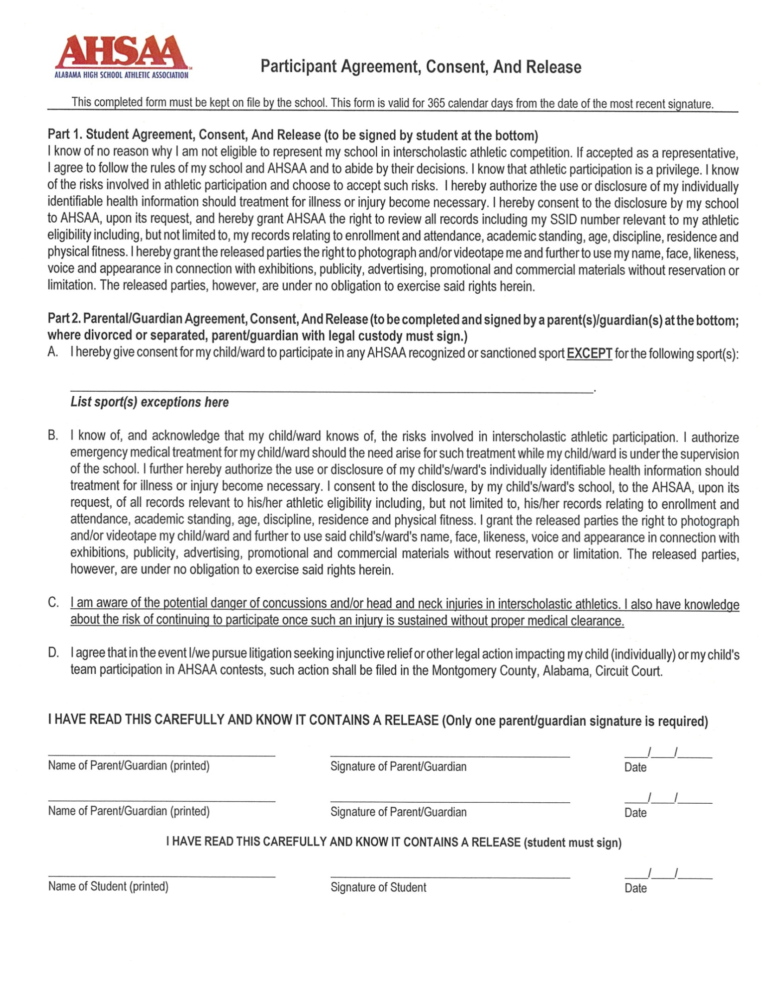 AHSAA
ALABAMA HIGH SCHOOL ATHLETIC ASSOCIATION
Participant Agreement, Consent, And Release
This completed form must be kept on file by the school. This form is valid for 365 calendar days from the date of the most recent signature.
Part 1. Student Agreement, Consent, And Release (to be signed by student at the bottom)
I know of no reason why I am not eligible to represent my school in interscholastic athletic competition. If accepted as a representative,
I agree to follow the rules of my school and AHSAA and to abide by their decisions. I know that athletic participation is a privilege. I know
of the risks involved in athletic participation and choose to accept such risks. I hereby authorize the use or disclosure of my individually
identifiable health information should treatment for illness or injury become necessary. I hereby consent to the disclosure by my school
to AHSAA, upon its request, and hereby grant AHSAA the right to review all records including my SSID number relevant to my athletic
eligibility including, but not limited to, my records relating to enrollment and attendance, academic standing, age, discipline, residence and
physical fitness. I hereby grant the released parties the right to photograph and/or videotape me and further to use my name, face, likeness,
voice and appearance in connection with exhibitions, publicity, advertising, promotional and commercial materials without reservation or
limitation. The released parties, however, are under no obligation to exercise said rights herein.
Part 2. Parental/Guardian Agreement, Consent, And Release (to be completed and signed by a parent(s)/guardian(s) at the bottom;
where divorced or separated, parent/guardian with legal custody must sign.)
A. I hereby give consent for my child/ward to participate in any AHSAA recognized or sanctioned sport EXCEPT for the following sport(s):
List sport(s) exceptions here
B. I know of, and acknowledge that my child/ward knows of, the risks involved in interscholastic athletic participation. I authorize
emergency medical treatment for my child/ward should the need arise for such treatment while my child/ward is under the supervision
of the school. I further hereby authorize the use or disclosure of my child's/ward's individually identifiable health information should
treatment for illness or injury become necessary. I consent to the disclosure, by my child's/ward's school, to the AHSAA, upon its
request, of all records relevant to his/her athletic eligibility including, but not limited to, his/her records relating to enrollment and
attendance, academic standing, age, discipline, residence and physical fitness. I grant the released parties the right to photograph
and/or videotape my child/ward and further to use said child's/ward's name, face, likeness, voice and appearance in connection with
exhibitions, publicity, advertising, promotional and commercial materials without reservation or limitation. The released parties,
however, are under no obligation to exercise said rights herein.
C. I am aware of the potential danger of concussions and/or head and neck injuries in interscholastic athletics. I also have knowledge
about the risk of continuing to participate once such an injury is sustained without proper medical clearance.
D. I agree that in the event I/we pursue litigation seeking injunctive relief or other legal action impacting my child (individually) or my child's
team participation in AHSAA contests, such action shall be filed in the Montgomery County, Alabama, Circuit Court.
I HAVE READ THIS CAREFULLY AND KNOW IT CONTAINS A RELEASE (Only one parent/guardian signature is required)
____/____/______
Name of Parent/Guardian (printed) Signature of Parent/Guardian Date
____/____/______
Name of Parent/Guardian (printed) Signature of Parent/Guardian Date
I HAVE READ THIS CAREFULLY AND KNOW IT CONTAINS A RELEASE (student must sign)
____/____/______
Name of Student (printed) Signature of Student Date